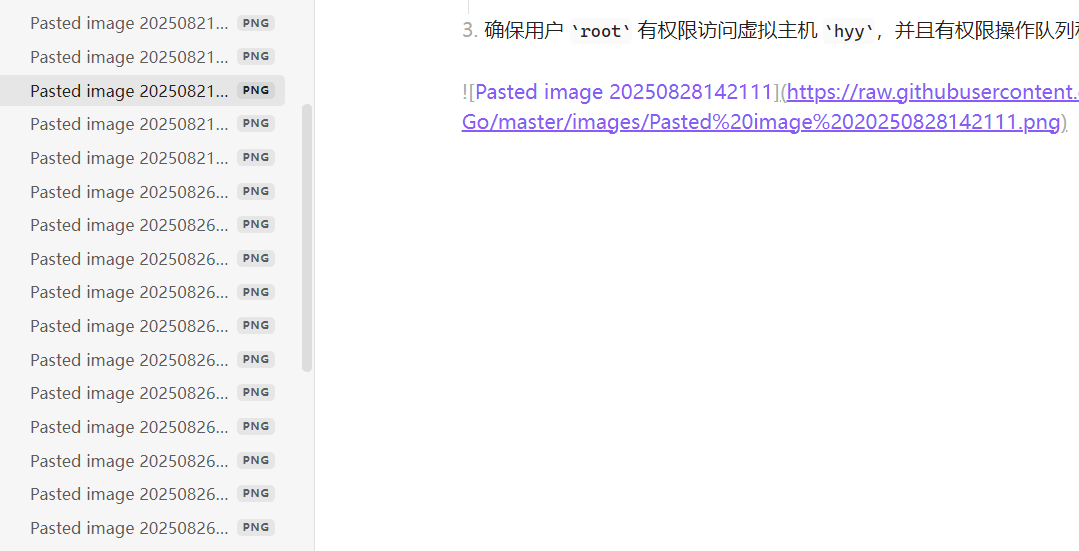 Pasted image 20250821... PNG
Pasted image 20250821... PNG
Pasted image 20250821... PNG
Pasted image 20250821... PNG
Pasted image 20250821... PNG
Pasted image 20250826... PNG
Pasted image 20250826... PNG
Pasted image 20250826... PNG
Pasted image 20250826... PNG
Pasted image 20250826... PNG
Pasted image 20250826... PNG
Pasted image 20250826... PNG
Pasted image 20250826... PNG
Pasted image 20250826... PNG
Pasted image 20250826... PNG
Pasted image 20250826... PNG
3. 确保用户 `root` 有权限访问虚拟主机 `hyy`，并且有权限操作队列
![Pasted image 20250828142111](https://raw.githubusercontent.
Go/master/images/Pasted%20image%2020250828142111.png)